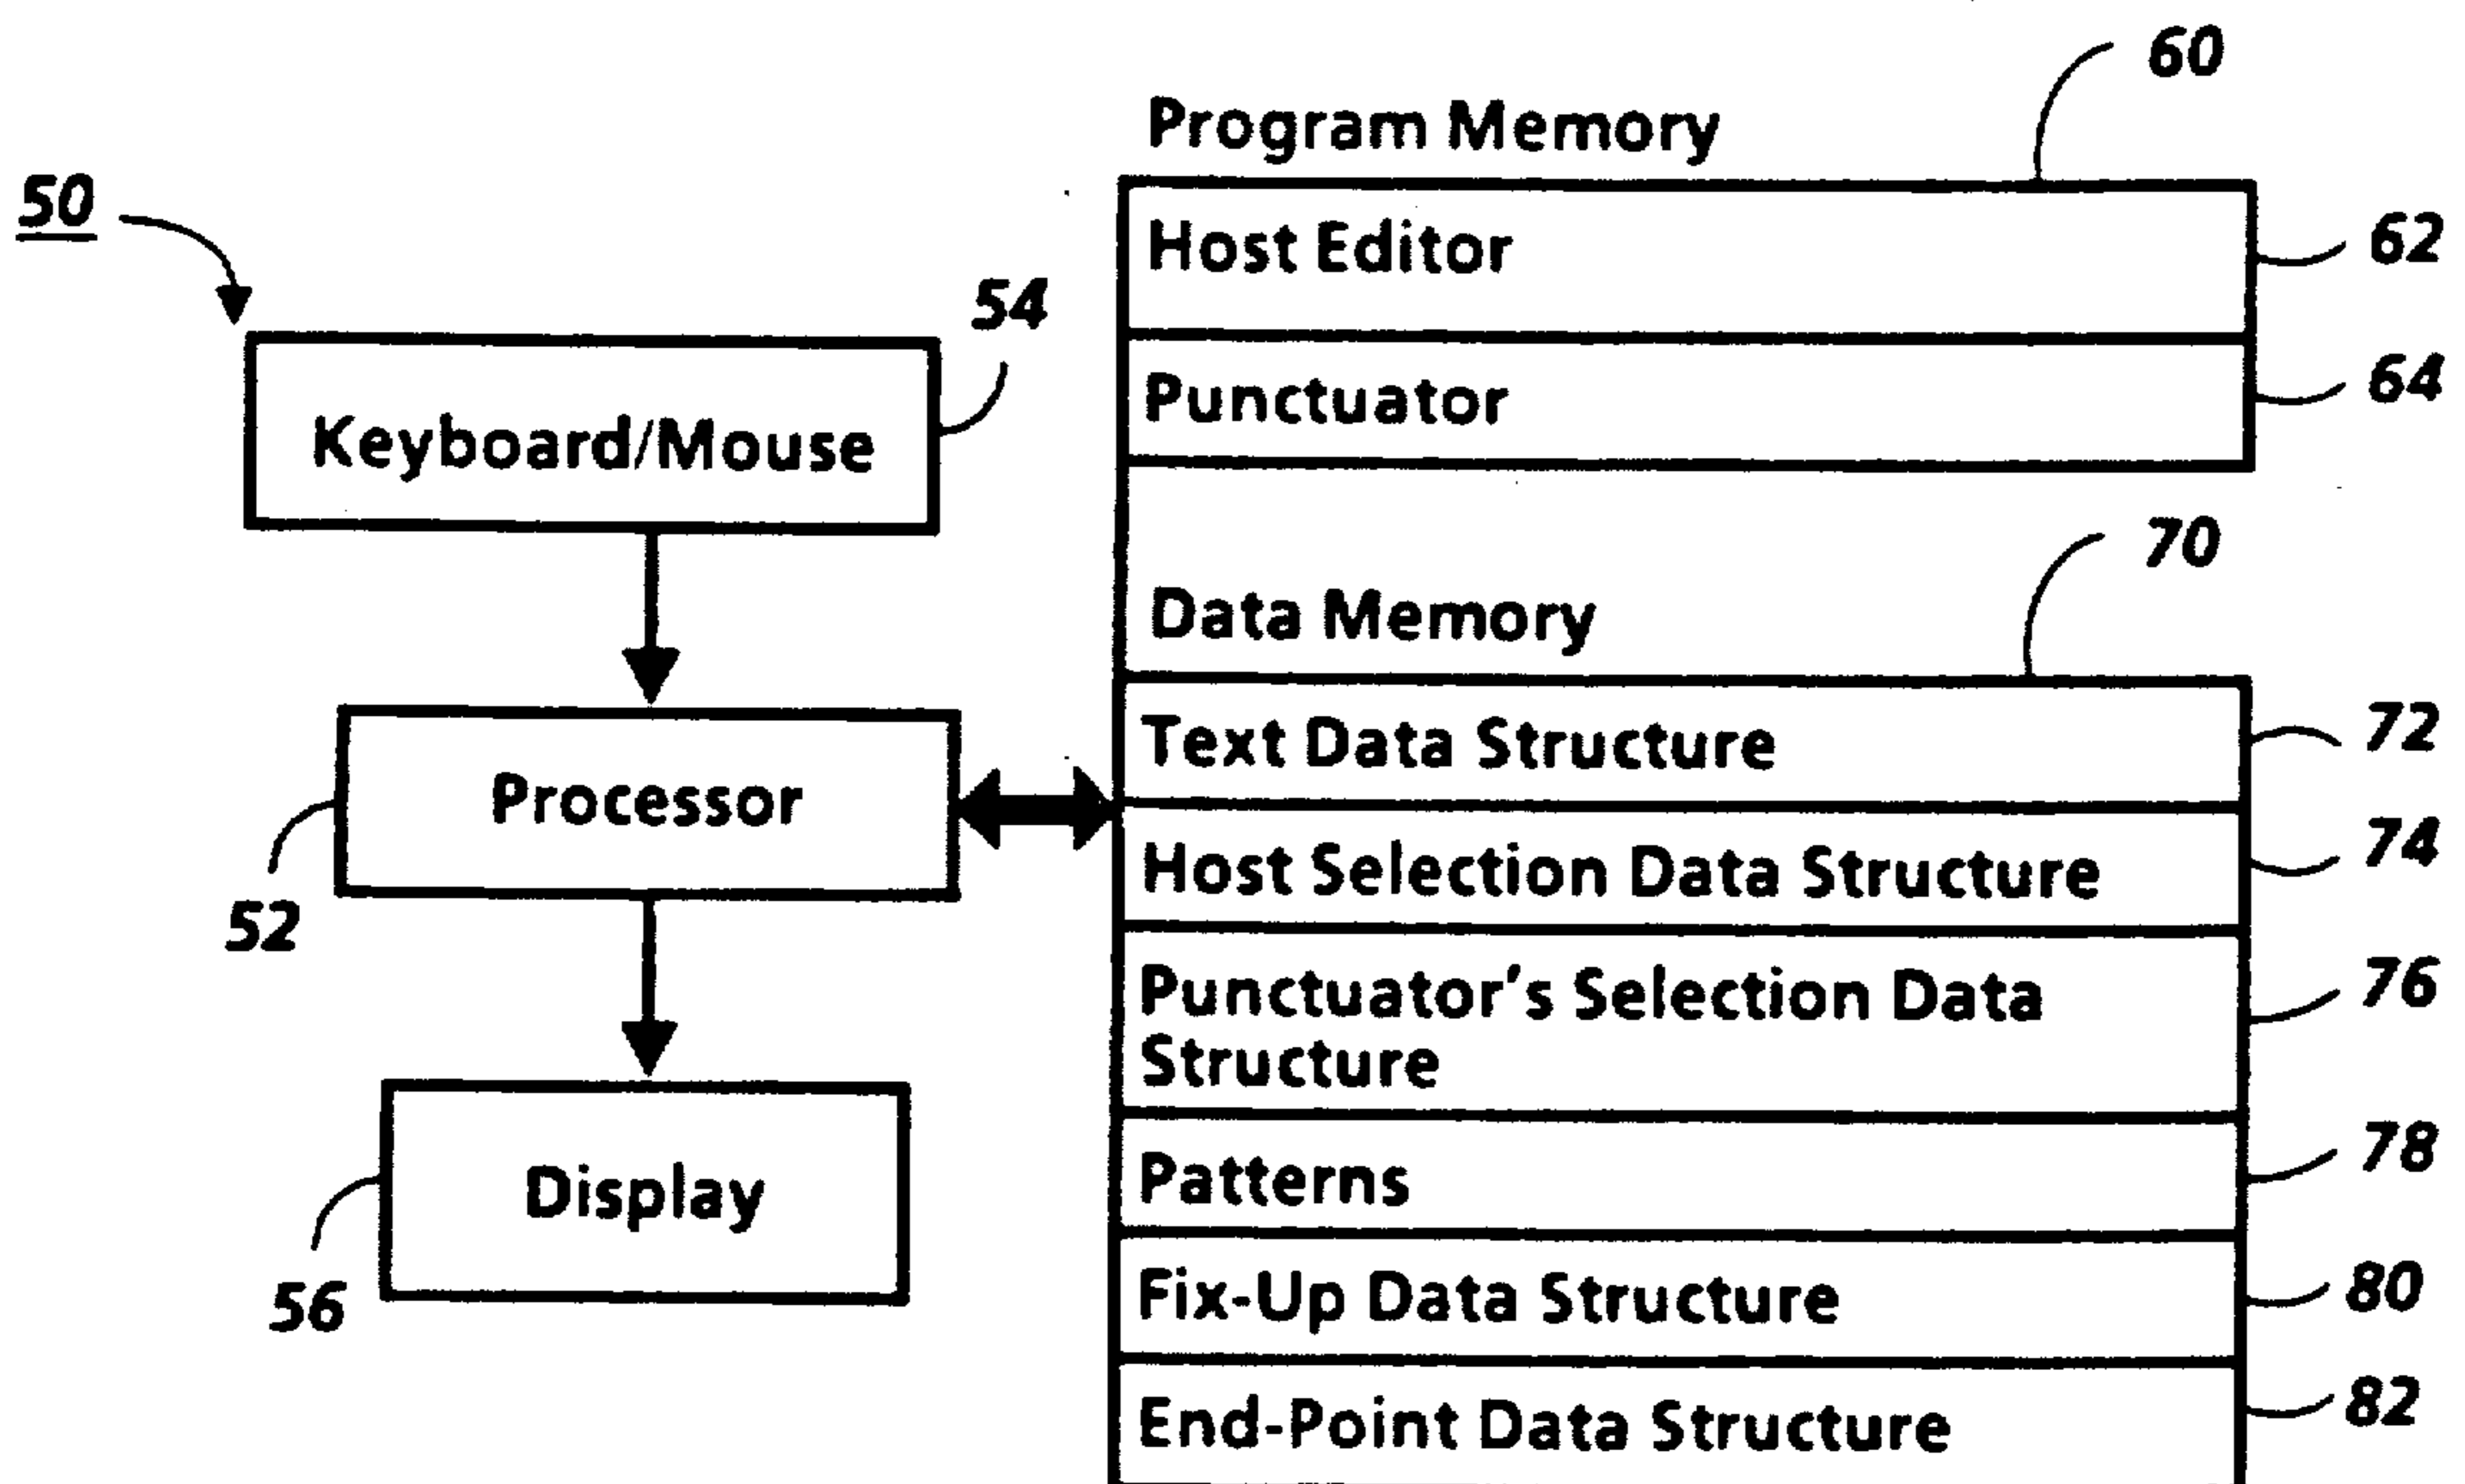 60
Program Memory
50
Host Editor
62
54
Punctuator
64
Keyboard/Mouse
70
Data Memory
Text Data Structure
72
Processor
Host Selection Data Structure
74
52
Punctuator's Selection Data
Structure
76
Patterns
78
Display
Fix-Up Data Structure
80
56
End-Point Data Structure
82